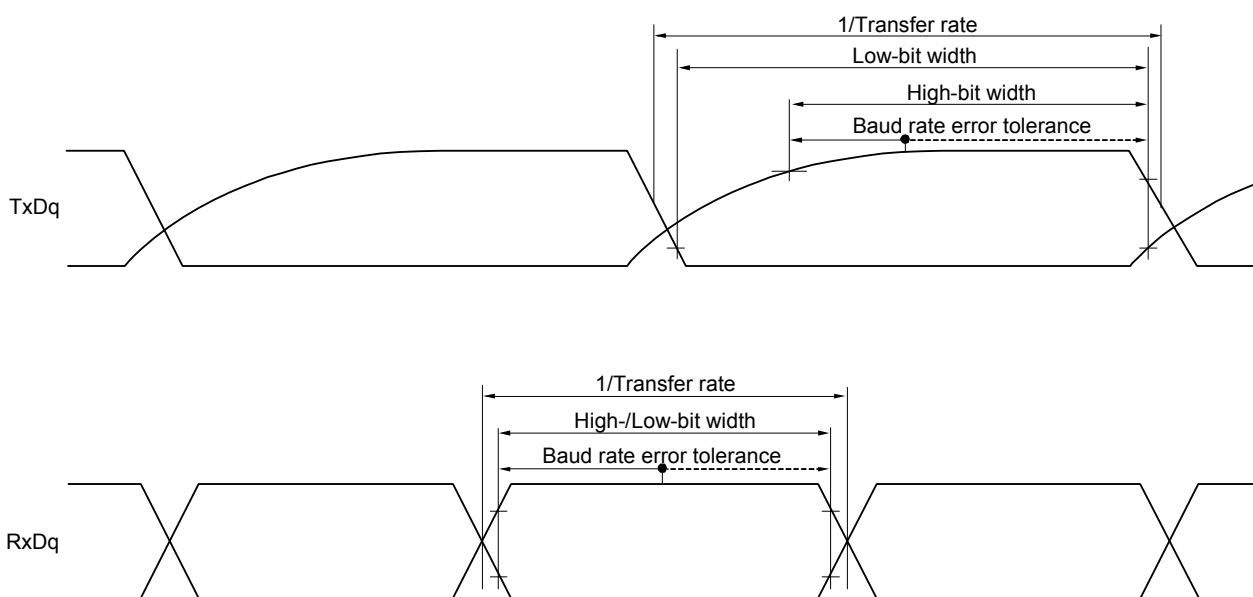 1/Transfer rate
Low-bit width
High-bit width
Baud rate error tolerance
TxDq
1/Transfer rate
High-/Low-bit width
Baud rate error tolerance
RxDq